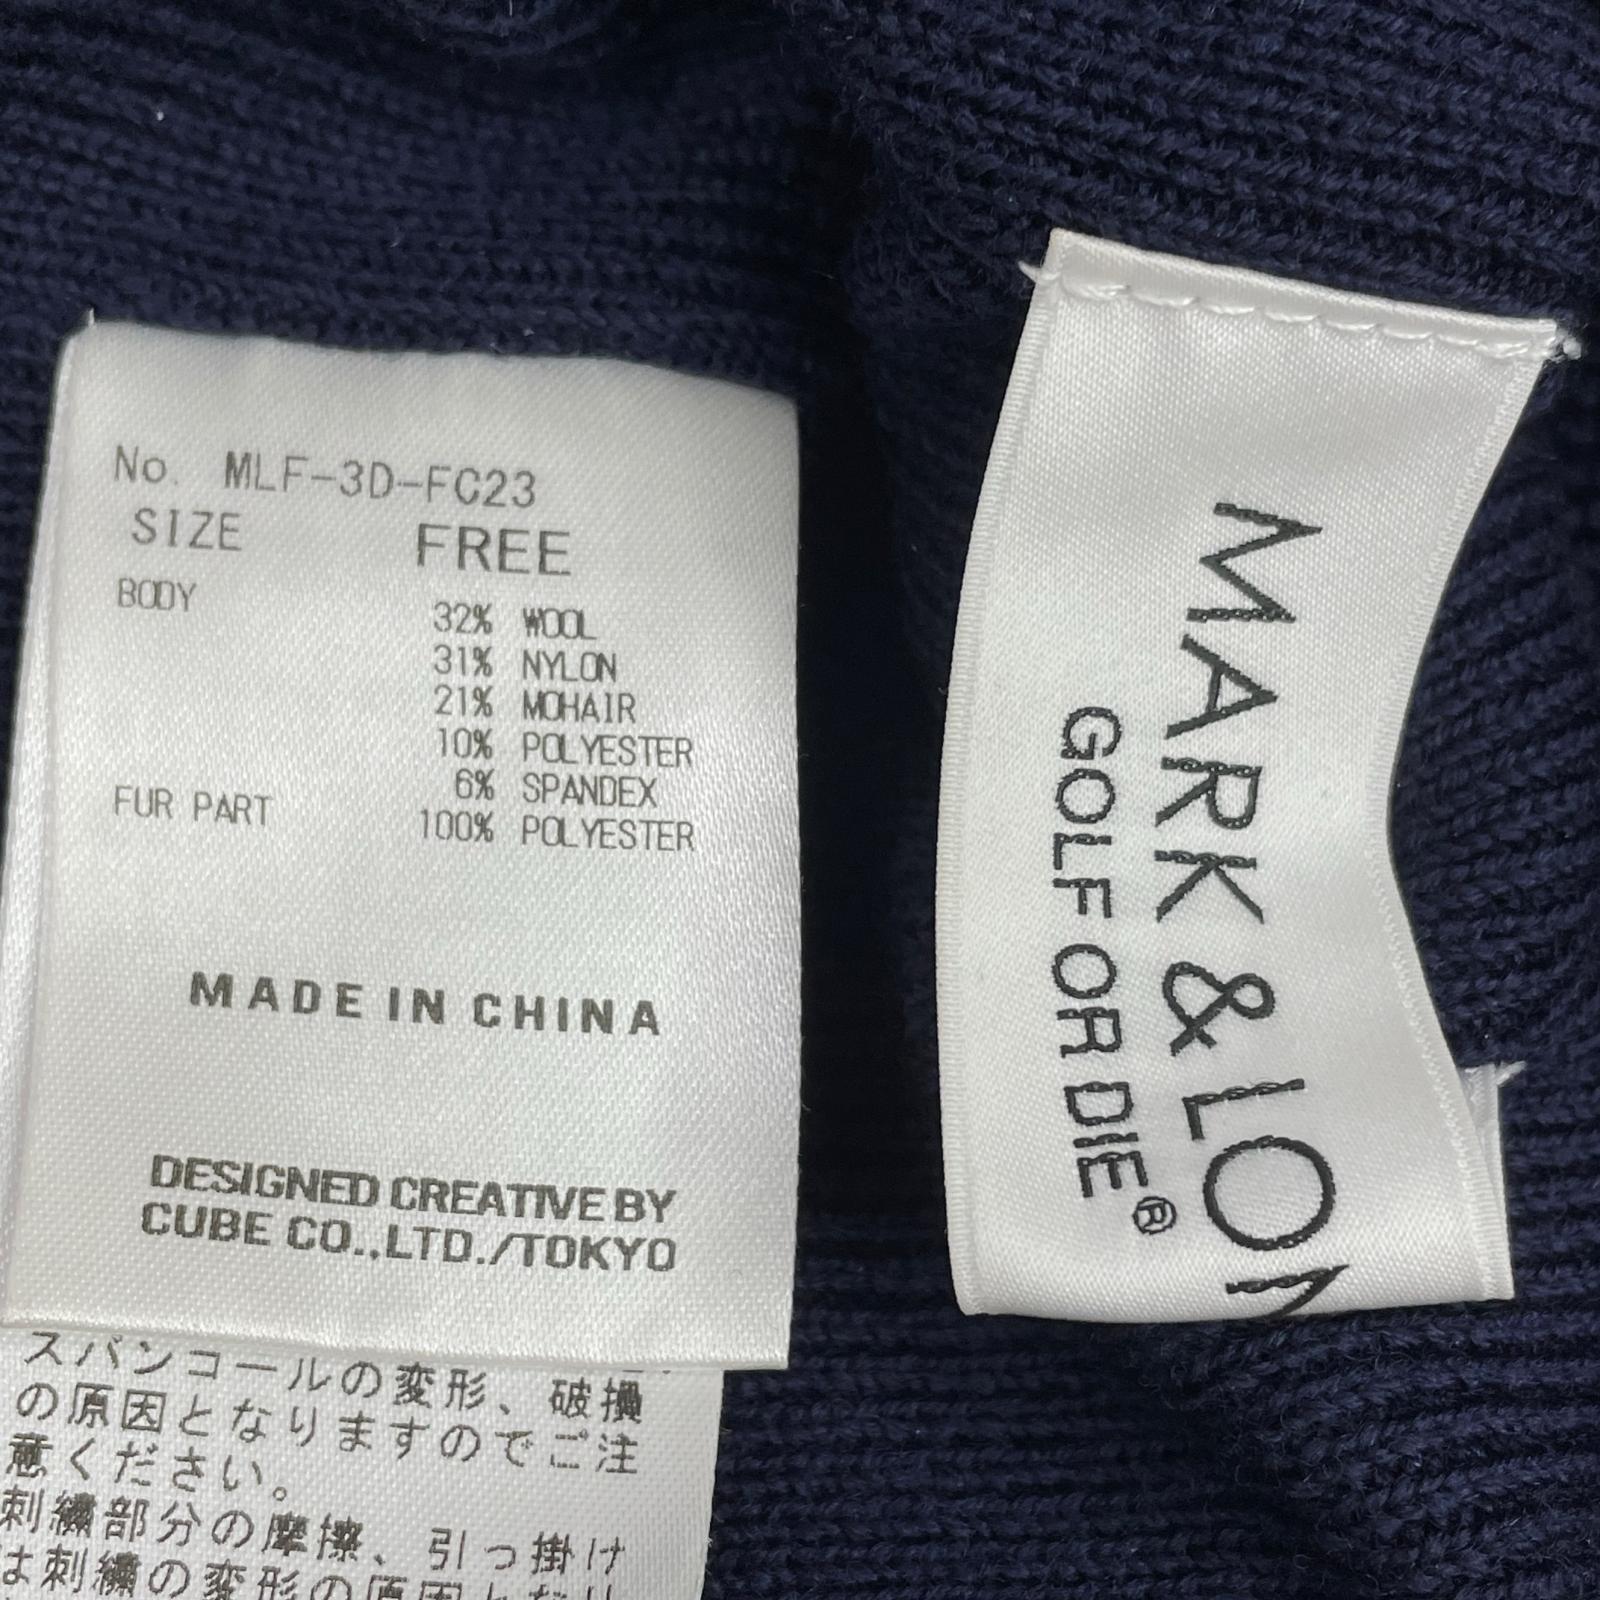 No. MLF-3D-FC23
SIZE FREE
BODY 32% WOOL
31% NYLON
21% MOHAIR
10% POLYESTER
6% SPANDEX
FUR PART 100% POLYESTER
MADE IN CHINA
DESIGNED CREATIVE BY
CUBE CO.,LTD./TOKYO
スパンコールの変形、破損
の原因となりますのでご注
意ください。
刺繍部分の摩擦、引っ掛け
は刺繍の変形の原因となり
MARK & LON
GOLF OR DIE®